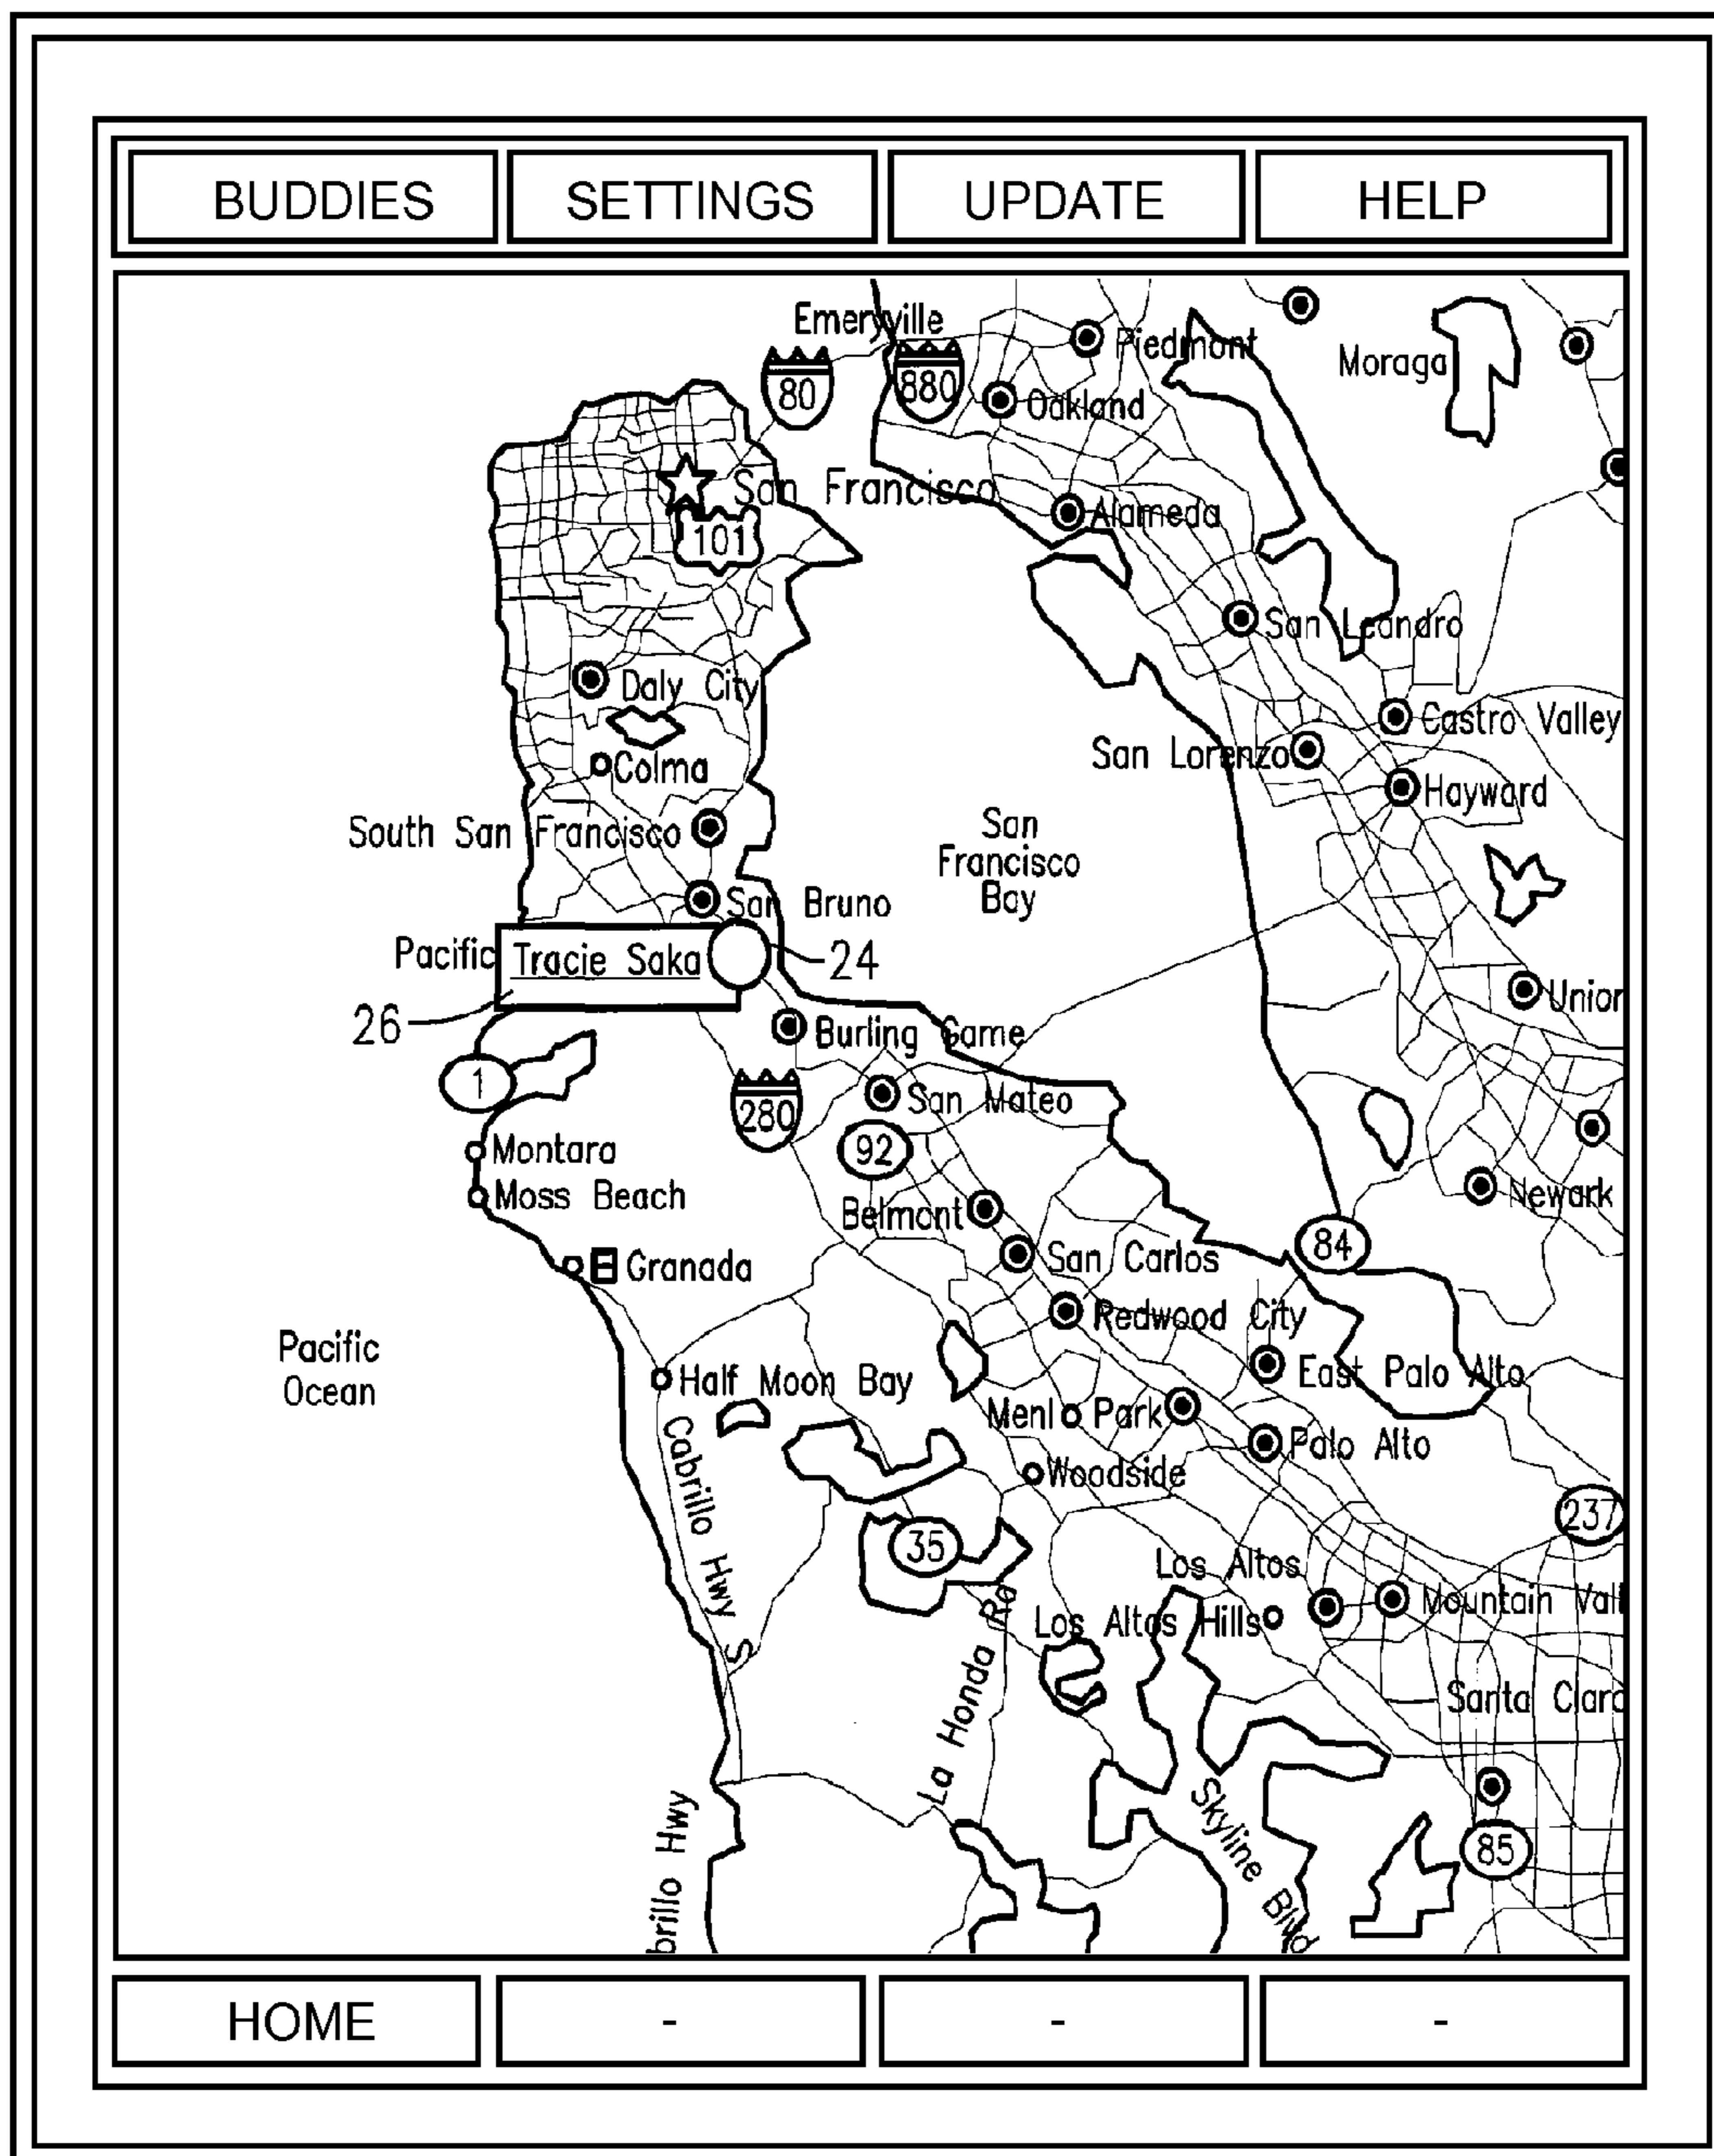 BUDDIES
SETTINGS
UPDATE
HELP
Emeryville
Piedmont
Moraga
80
880
Oakland
San Francisco
Alameda
101
San Leandro
Daly City
Castro Valley
San Lorenzo
Colma
Hayward
South San Francisco
San
Francisco
Bay
San Bruno
Pacific
Tracie Saka
24
Union
26
Burling Game
1
280
San Mateo
92
Montara
Moss Beach
Newark
Belmont
84
San Carlos
Granada
Redwood City
Pacific
Ocean
East Palo Alto
Half Moon Bay
Menl Park
Palo Alto
Cabrillo Hwy S
Woodside
237
35
Los Altos
Mountain Vall
Los Altos Hills
La Honda Rd
Santa Clara
Skyline Blvd
85
brillo Hwy
HOME
-
-
-